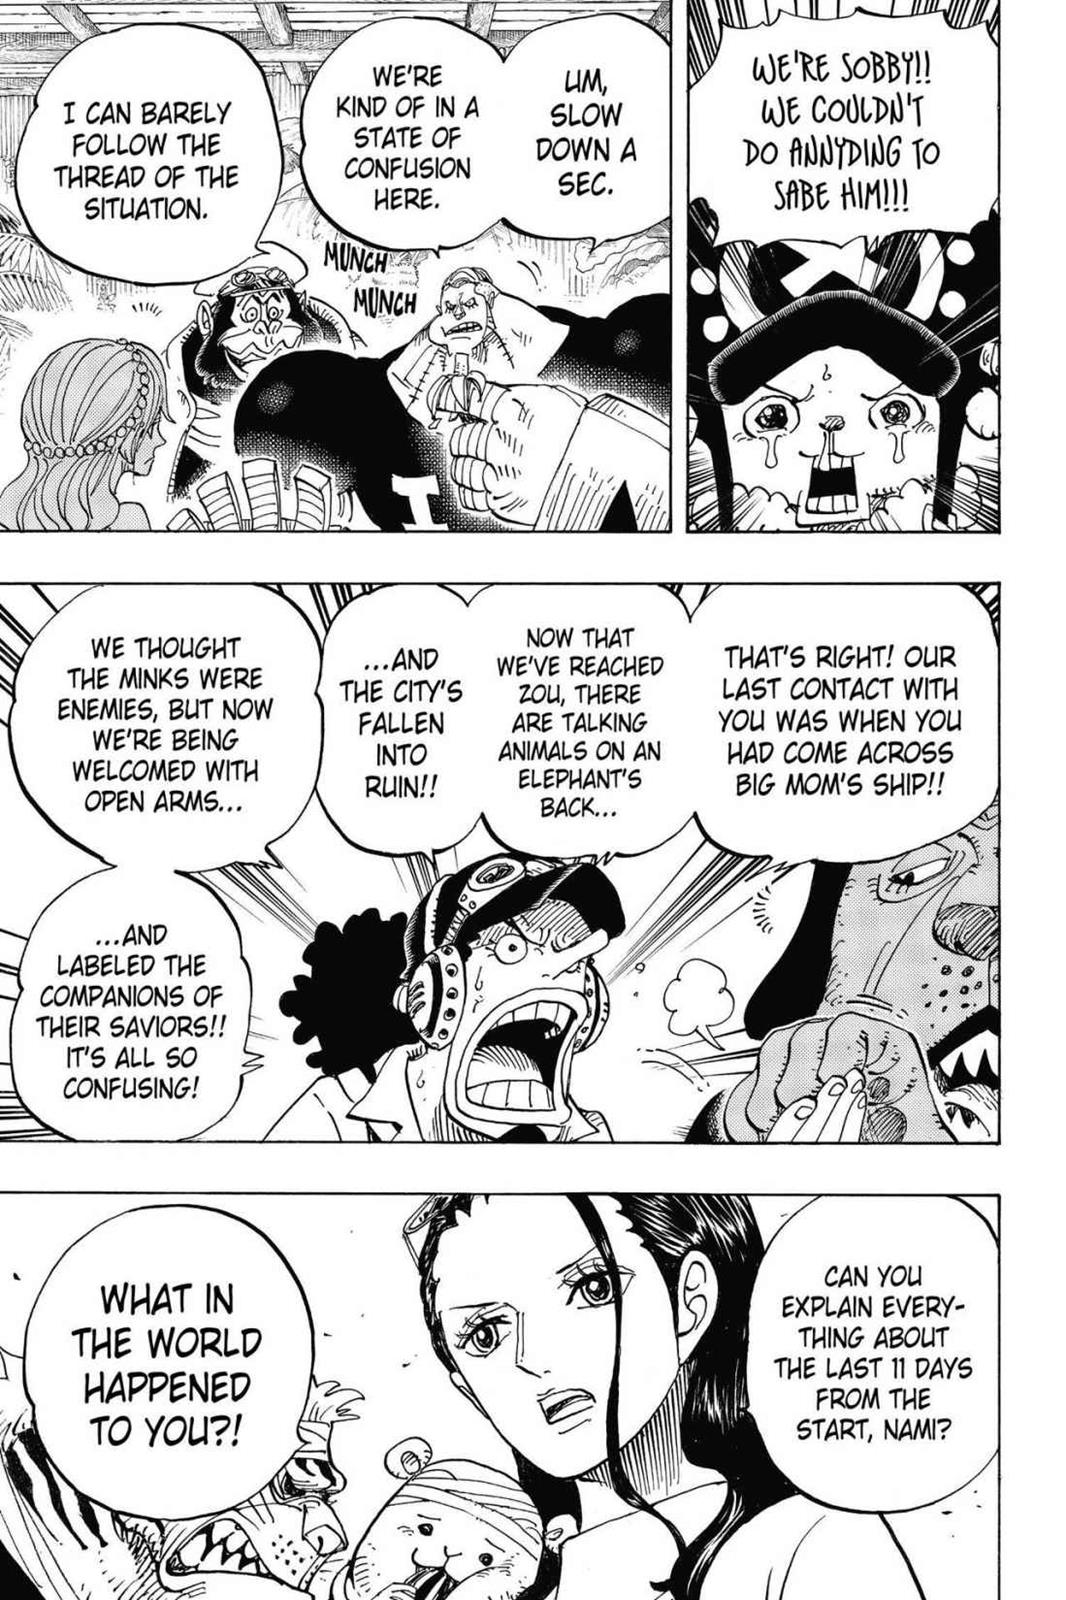 WE'RE SOBBY!!
WE COULDN'T
DO ANNYDING TO
SABE HIM!!!
UM,
SLOW
DOWN A
SEC.
WE'RE
KIND OF IN A
STATE OF
CONFUSION
HERE.
I CAN BARELY
FOLLOW THE
THREAD OF THE
SITUATION.
MUNCH
MUNCH
THAT'S RIGHT! OUR
LAST CONTACT WITH
YOU WAS WHEN YOU
HAD COME ACROSS
BIG MOM'S SHIP!!
NOW THAT
WE'VE REACHED
ZOU, THERE
ARE TALKING
ANIMALS ON AN
ELEPHANT'S
BACK...
...AND
THE CITY'S
FALLEN
INTO
RUIN!!
WE THOUGHT
THE MINKS WERE
ENEMIES, BUT NOW
WE'RE BEING
WELCOMED WITH
OPEN ARMS...
...AND
LABELED THE
COMPANIONS OF
THEIR SAVIORS!!
IT'S ALL SO
CONFUSING!
CAN YOU
EXPLAIN EVERY-
THING ABOUT
THE LAST 11 DAYS
FROM THE
START, NAMI?
WHAT IN
THE WORLD
HAPPENED
TO YOU?!